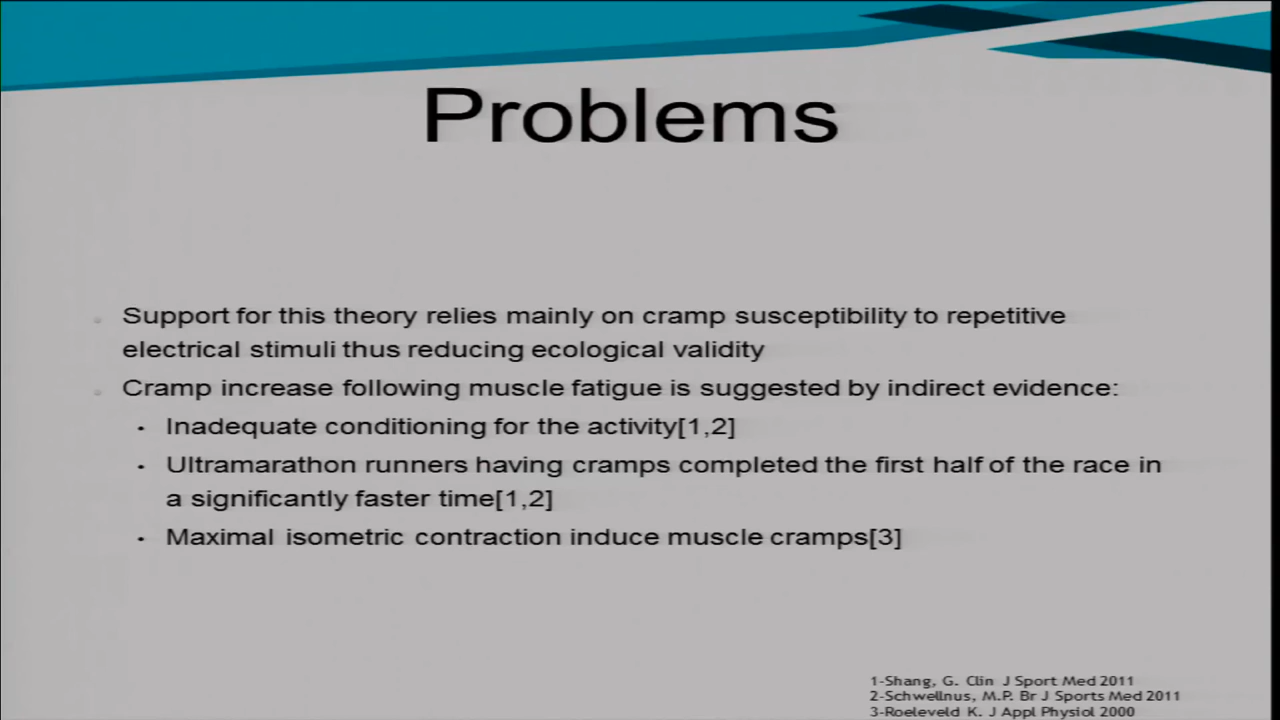 Problems
Support for this theory relies mainly on cramp susceptibility to repetitive
electrical stimuli thus reducing ecological validity
Cramp increase following muscle fatigue is suggested by indirect evidence:
• Inadequate conditioning for the activity[1,2]
• Ultramarathon runners having cramps completed the first half of the race in
a significantly faster time[1,2]
• Maximal isometric contraction induce muscle cramps[3]
1-Shang, G. Clin J Sport Med 2011
2-Schwellnus, M.P. Br J Sports Med 2011
3-Roeleveld K. J Appl Physiol 2000